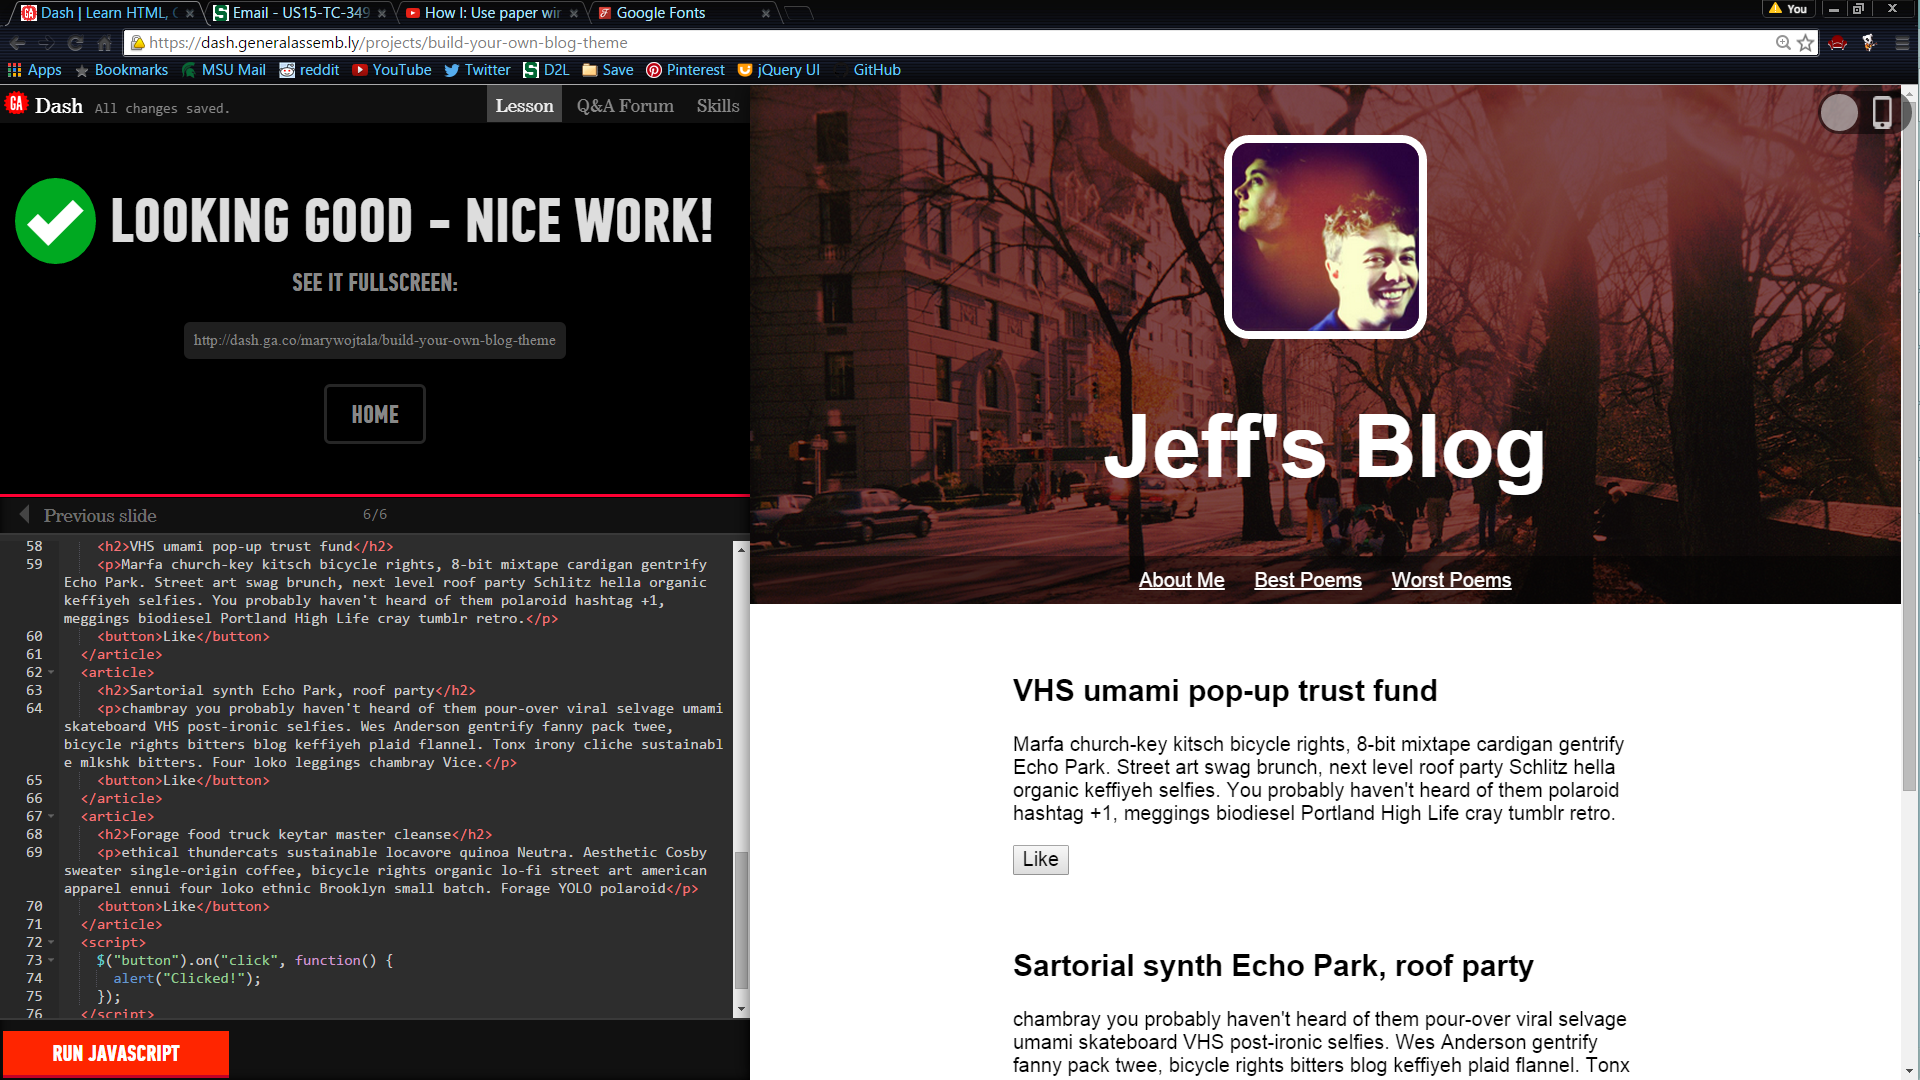 Dash | Learn HTML, C
Email - US15-TC-349
How I: Use paper wir
Google Fonts
You
https://dash.generalassemb.ly/projects/build-your-own-blog-theme
Apps
Bookmarks
MSU Mail
reddit
YouTube
Twitter
D2L
Save
Pinterest
jQuery UI
GitHub
GA
Dash
All changes saved.
Lesson
Q&A Forum
Skills
LOOKING GOOD - NICE WORK!
SEE IT FULLSCREEN:
http://dash.ga.co/marywojtala/build-your-own-blog-theme
HOME
Previous slide
6/6
58 <h2>VHS umami pop-up trust fund</h2>
59 <p>Marfa church-key kitsch bicycle rights, 8-bit mixtape cardigan gentrify
Echo Park. Street art swag brunch, next level roof party Schlitz hella organic
keffiyeh selfies. You probably haven't heard of them polaroid hashtag +1,
meggings biodiesel Portland High Life cray tumblr retro.</p>
60 <button>Like</button>
61 </article>
62 <article>
63 <h2>Sartorial synth Echo Park, roof party</h2>
64 <p>chambray you probably haven't heard of them pour-over viral selvage umami
skateboard VHS post-ironic selfies. Wes Anderson gentrify fanny pack twee,
bicycle rights bitters blog keffiyeh plaid flannel. Tonx irony cliche sustainabl
e mlkshk bitters. Four loko leggings chambray Vice.</p>
65 <button>Like</button>
66 </article>
67 <article>
68 <h2>Forage food truck keytar master cleanse</h2>
69 <p>ethical thundercats sustainable locavore quinoa Neutra. Aesthetic Cosby
sweater single-origin coffee, bicycle rights organic lo-fi street art american
apparel ennui four loko ethnic Brooklyn small batch. Forage YOLO polaroid</p>
70 <button>Like</button>
71 </article>
72 <script>
73 $("button").on("click", function() {
74 alert("Clicked!");
75 });
76 </script>
RUN JAVASCRIPT
Jeff's Blog
About Me
Best Poems
Worst Poems
VHS umami pop-up trust fund
Marfa church-key kitsch bicycle rights, 8-bit mixtape cardigan gentrify
Echo Park. Street art swag brunch, next level roof party Schlitz hella
organic keffiyeh selfies. You probably haven't heard of them polaroid
hashtag +1, meggings biodiesel Portland High Life cray tumblr retro.
Like
Sartorial synth Echo Park, roof party
chambray you probably haven't heard of them pour-over viral selvage
umami skateboard VHS post-ironic selfies. Wes Anderson gentrify
fanny pack twee, bicycle rights bitters blog keffiyeh plaid flannel. Tonx